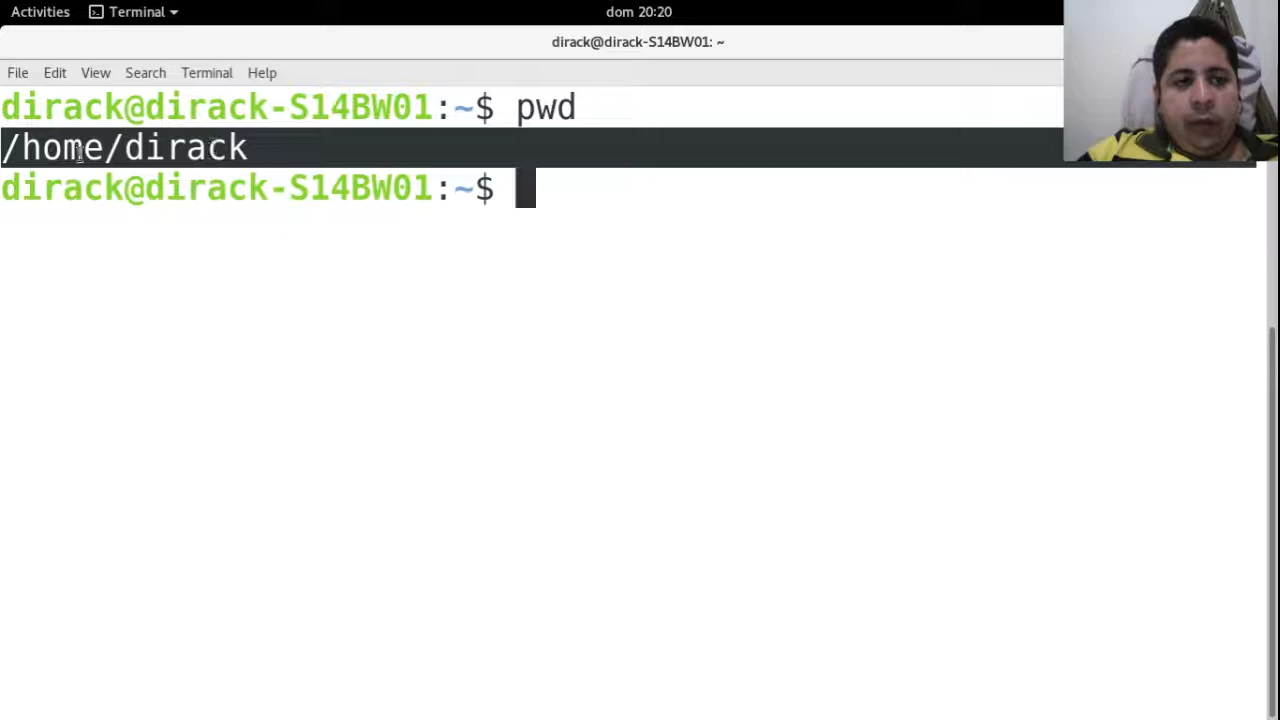 Activities Terminal dom 20:20
dirack@dirack-S14BW01: ~
File Edit View Search Terminal Help
dirack@dirack-S14BW01:~$ pwd
/home/dirack
dirack@dirack-S14BW01:~$